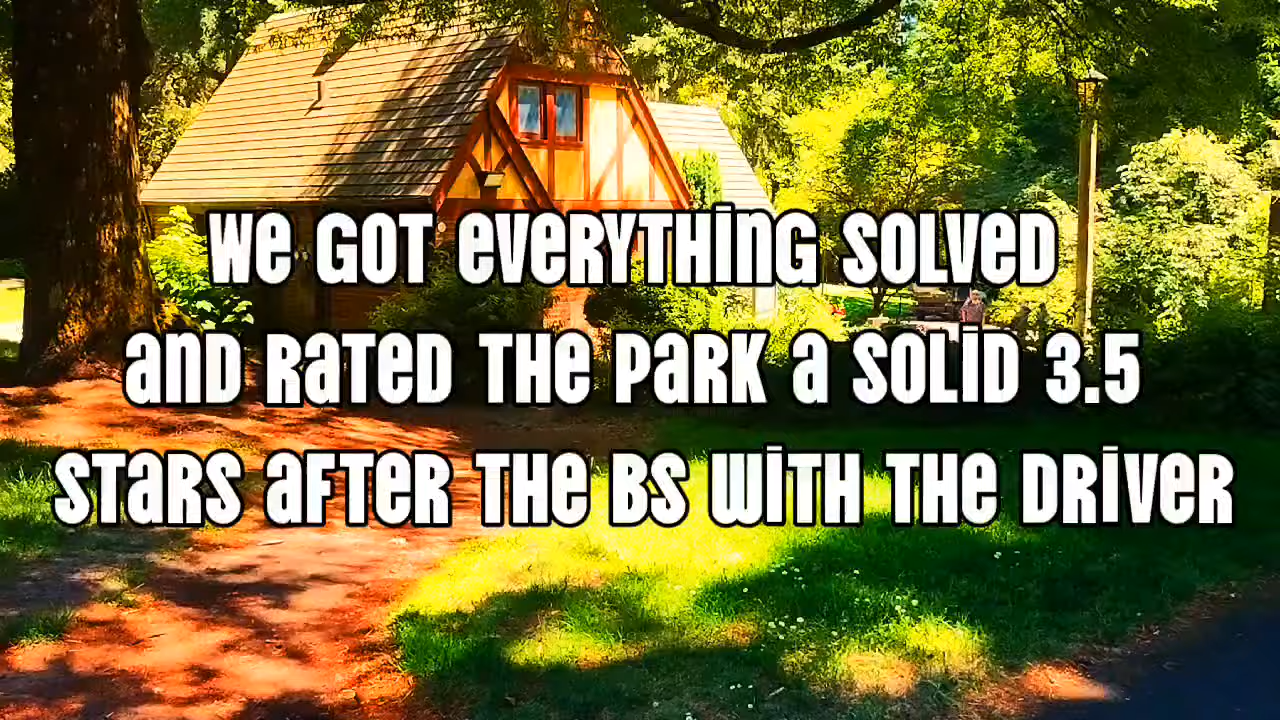 We GOT EVERYTHING SOLVED
AND RATED THE PARK A SOLID 3.5
STARS AFTER THE BS WITH THE DRIVER